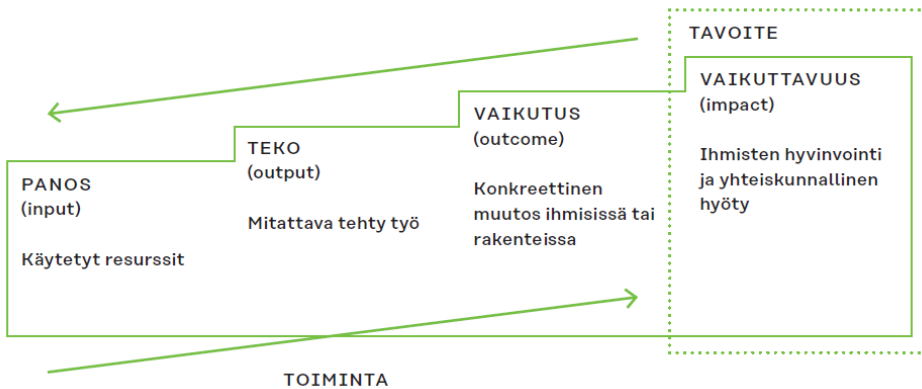 TAVOITE
VAIKUTTAVUUS
(impact)
Ihmisten hyvinvointi
ja yhteiskunnallinen
hyöty
VAIKUTUS
(outcome)
Konkreettinen
muutos ihmisissä tai
rakenteissa
TEKO
(output)
Mitattava tehty työ
PANOS
(input)
Käytetyt resurssit
TOIMINTA